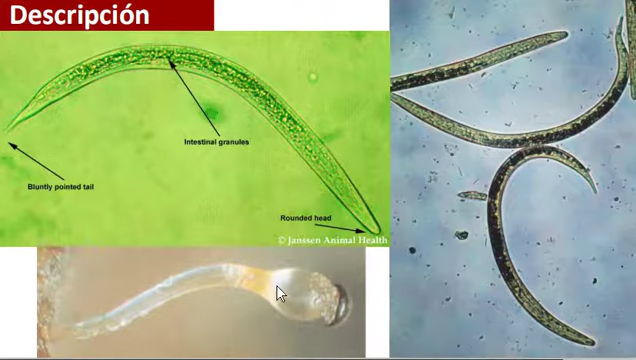 Descripción
Intestinal granules
Bluntly pointed tail
Rounded head
© Janssen Animal Health